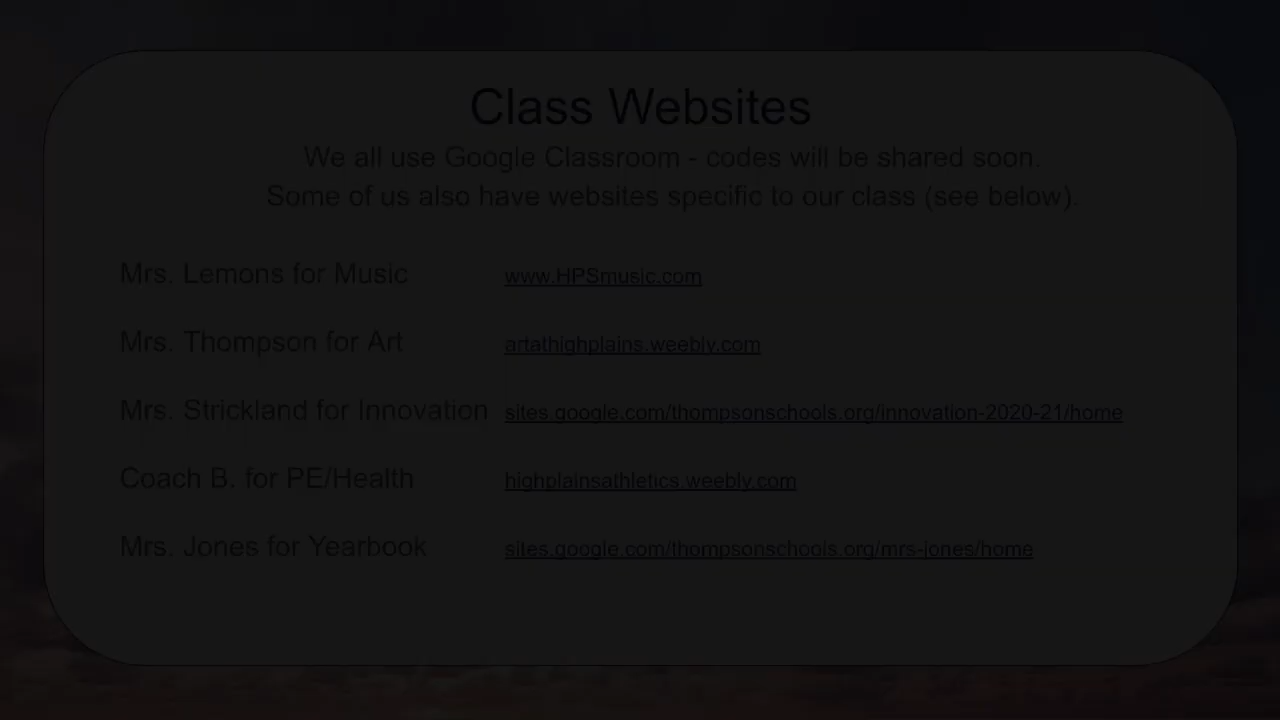 Class Websites
We all use Google Classroom - codes will be shared soon.
Some of us also have websites specific to our class (see below).
Mrs. Lemons for Music www.HPSmusic.com
Mrs. Thompson for Art artathighplains.weebly.com
Mrs. Strickland for Innovation sites.google.com/thompsonschools.org/innovation-2020-21/home
Coach B. for PE/Health highplainsathletics.weebly.com
Mrs. Jones for Yearbook sites.google.com/thompsonschools.org/mrs-jones/home